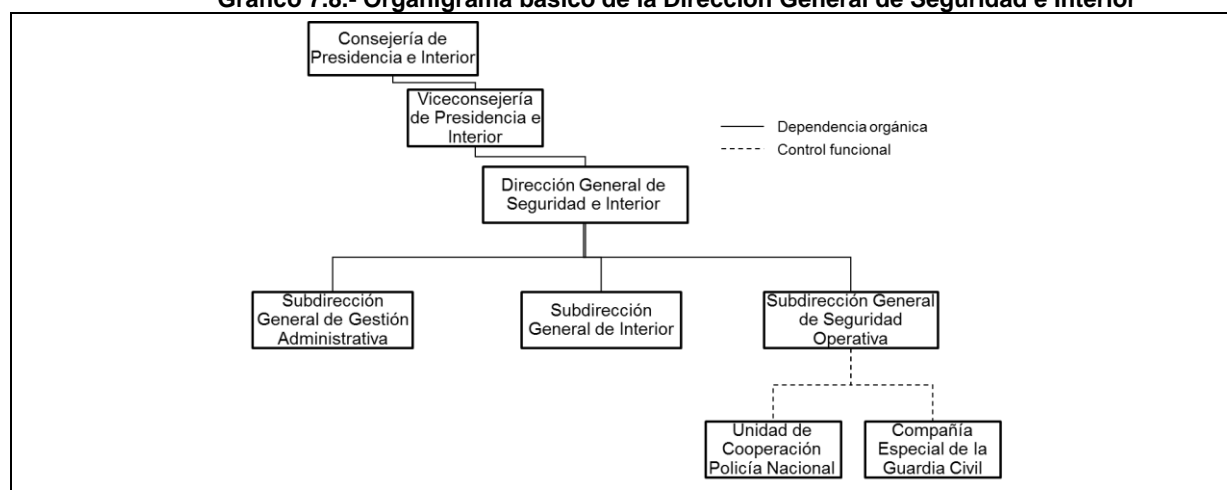 Gráfico 7.8.- Organigrama básico de la Dirección General de Seguridad e Interior
Consejería de
Presidencia e Interior
Viceconsejería
de Presidencia e
Interior
Dependencia orgánica
Control funcional
Dirección General de
Seguridad e Interior
Subdirección
General de Gestión
Administrativa
Subdirección
General de Interior
Subdirección General
de Seguridad
Operativa
Unidad de
Cooperación
Policía Nacional
Compañía
Especial de la
Guardia Civil